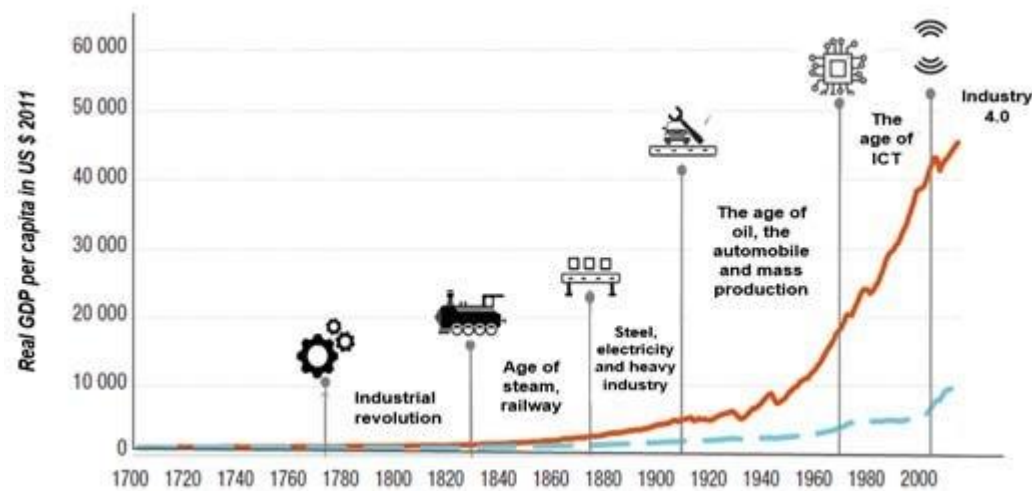 Real GDP per capita in US $ 2011
60 000
50 000
40 000
30 000
20 000
10 000
0
Industrial
revolution
Age of
steam,
railway
Steel,
electricity
and heavy
industry
The age of
oil, the
automobile
and mass
production
The
age of
ICT
Industry
4.0
1700 1720 1740 1760 1780 1800 1820 1840 1860 1880 1900 1920 1940 1960 1980 2000